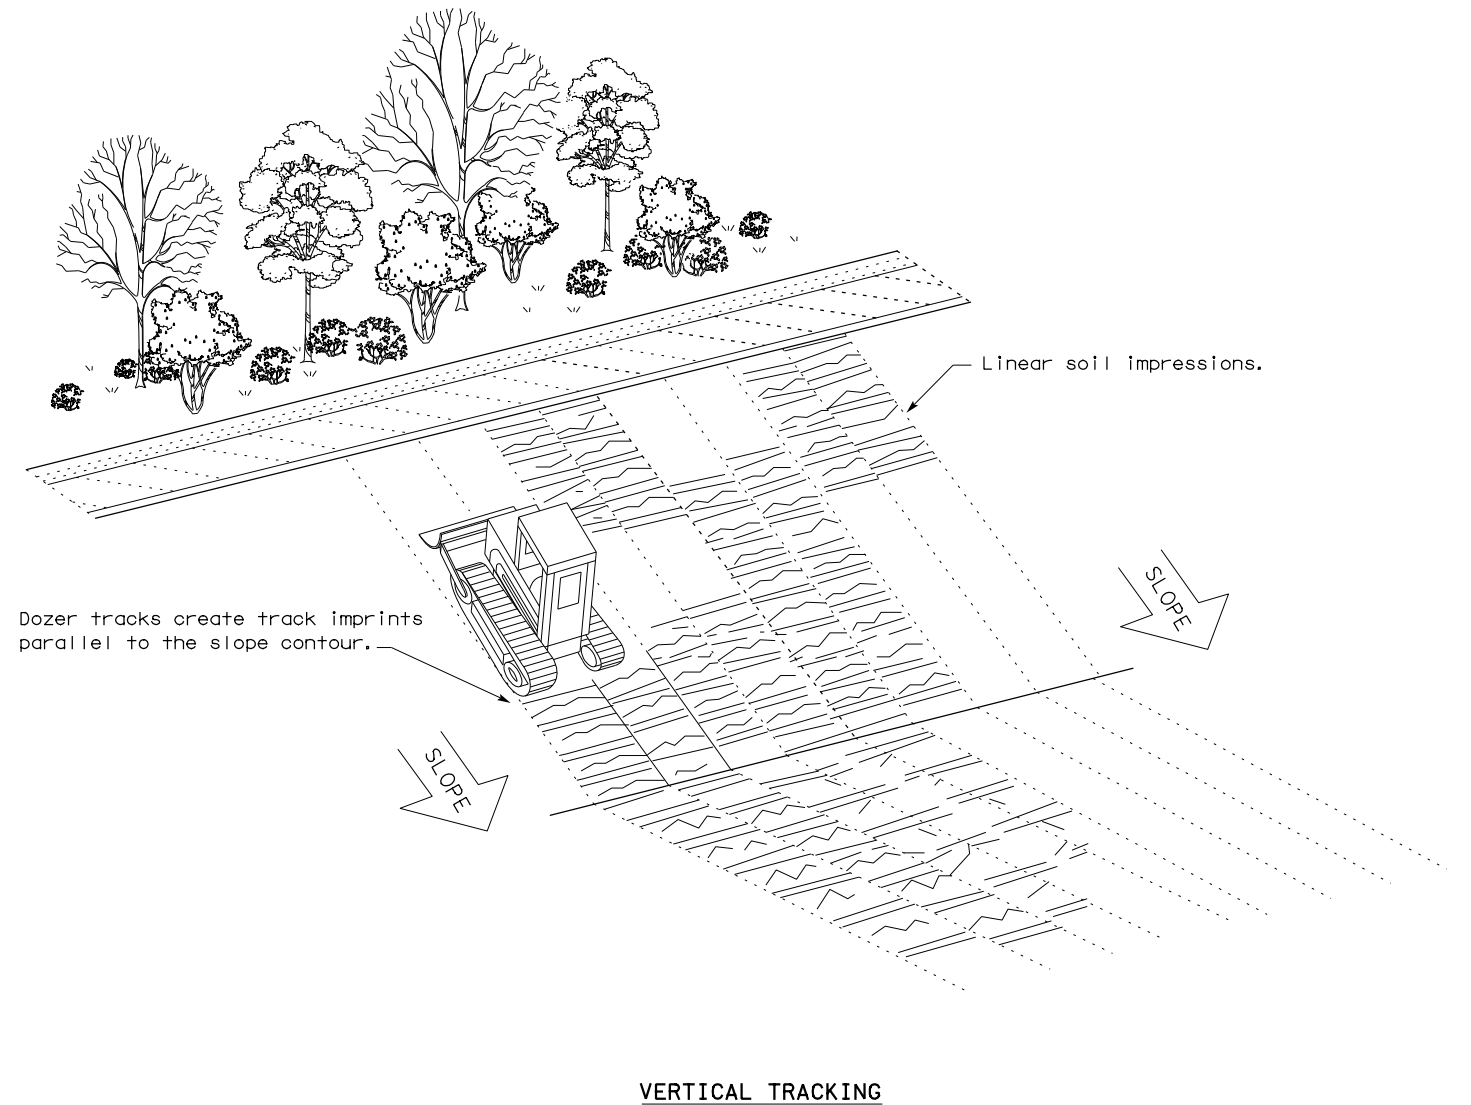 Linear soil impressions.
SLOPE
Dozer tracks create track imprints
parallel to the slope contour.
SLOPE
VERTICAL TRACKING